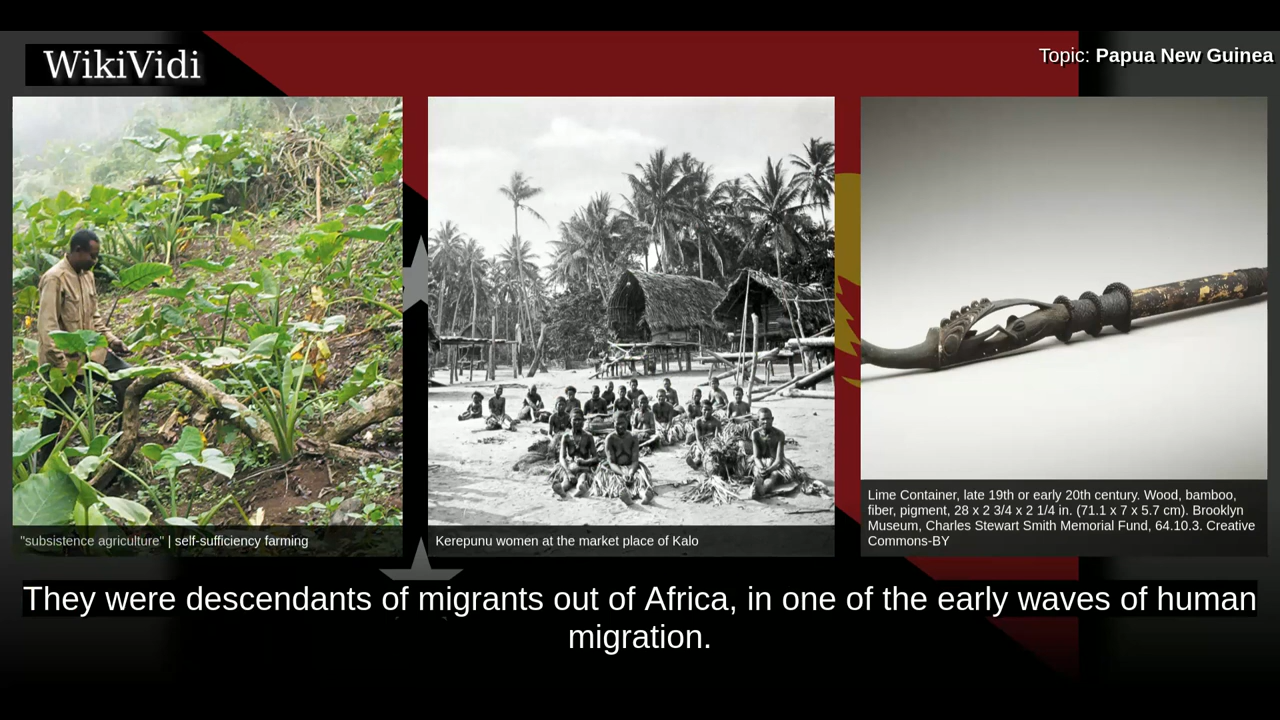 WikiVidi
Topic: Papua New Guinea
"subsistence agriculture" | self-sufficiency farming
Kerepunu women at the market place of Kalo
Lime Container, late 19th or early 20th century. Wood, bamboo,
fiber, pigment, 28 x 2 3/4 x 2 1/4 in. (71.1 x 7 x 5.7 cm). Brooklyn
Museum, Charles Stewart Smith Memorial Fund, 64.10.3. Creative
Commons-BY
They were descendants of migrants out of Africa, in one of the early waves of human
migration.